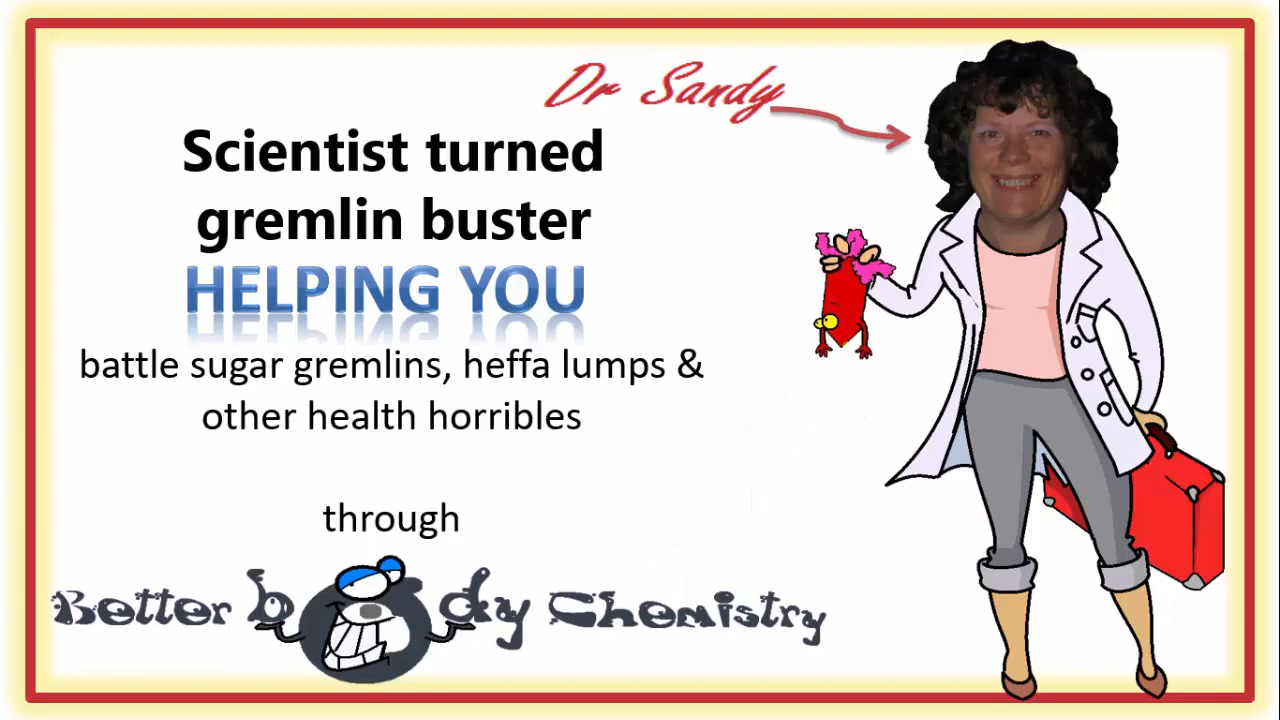 Dr Sandy
Scientist turned
gremlin buster
HELPING YOU
battle sugar gremlins, heffa lumps &
other health horribles
through
Better body Chemistry